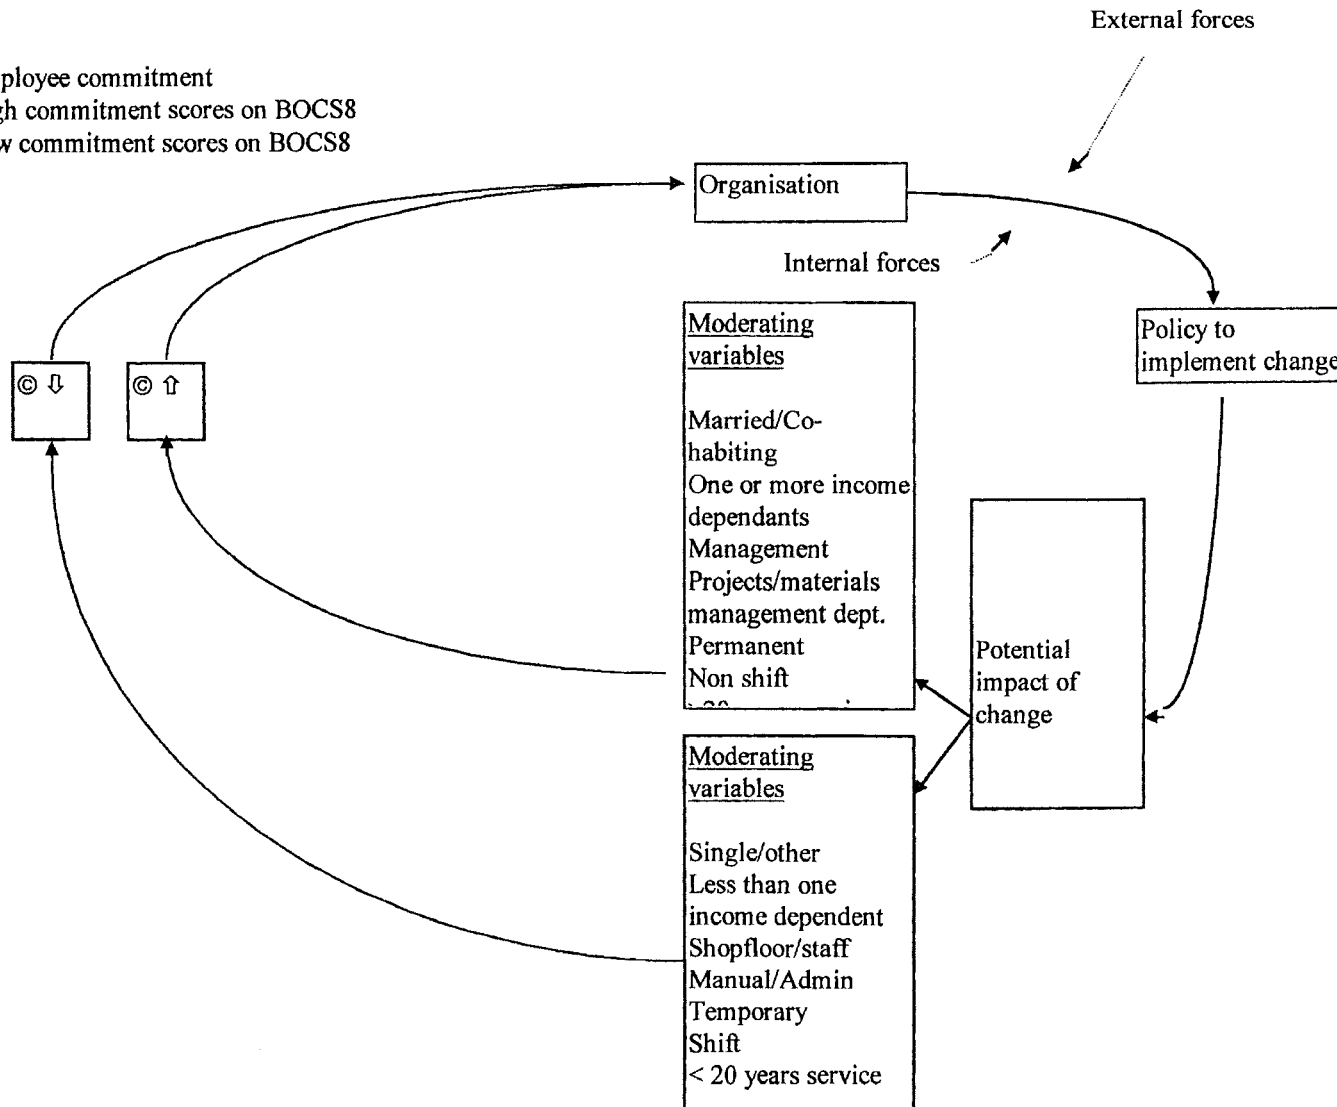 External forces
ployee commitment
gh commitment scores on BOCS8
w commitment scores on BOCS8
Organisation
Internal forces
Policy to
implement change
© ⇩
© ⇧
Moderating
variables
Married/Co-
habiting
One or more income
dependants
Management
Projects/materials
management dept.
Permanent
Non shift
Potential
impact of
change
Moderating
variables
Single/other
Less than one
income dependent
Shopfloor/staff
Manual/Admin
Temporary
Shift
< 20 years service